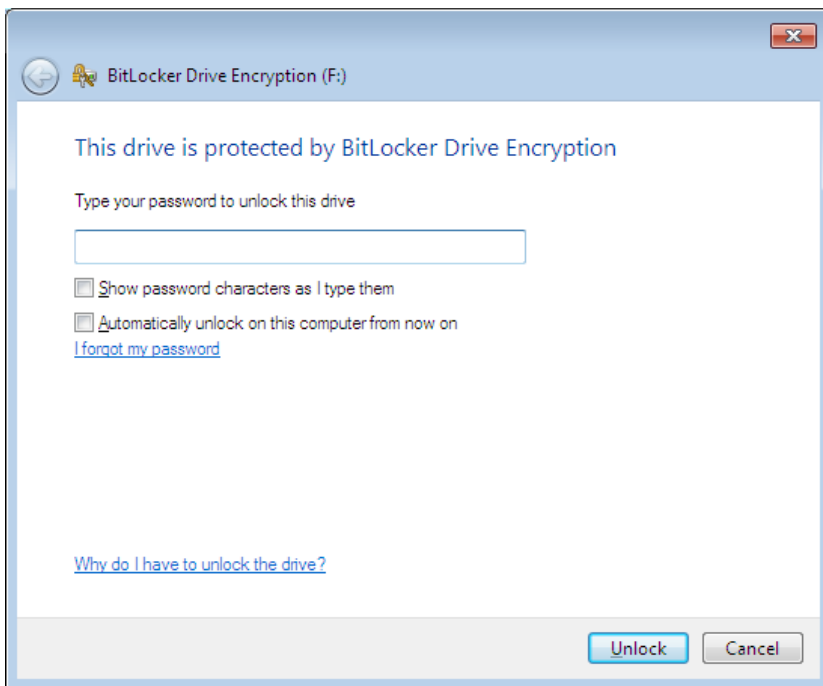 BitLocker Drive Encryption (F:)
This drive is protected by BitLocker Drive Encryption
Type your password to unlock this drive
Show password characters as I type them
Automatically unlock on this computer from now on
I forgot my password
Why do I have to unlock the drive?
Unlock Cancel